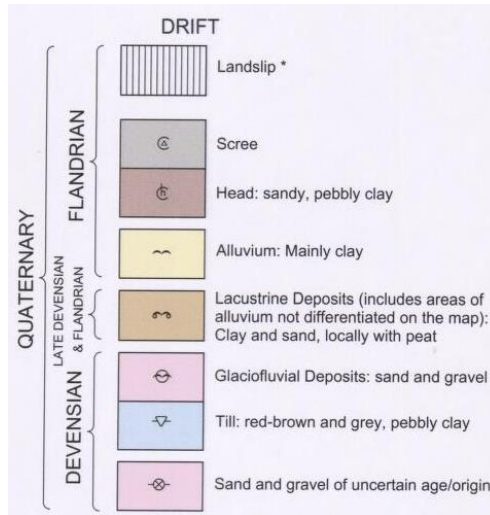 DRIFT
Landslip *
Scree
Head: sandy, pebbly clay
Alluvium: Mainly clay
Lacustrine Deposits (includes areas of
alluvium not differentiated on the map):
Clay and sand, locally with peat
Glaciofluvial Deposits: sand and gravel
Till: red-brown and grey, pebbly clay
Sand and gravel of uncertain age/origin
QUATERNARY
FLANDRIAN
LATE DEVENSIAN
& FLANDRIAN
DEVENSIAN